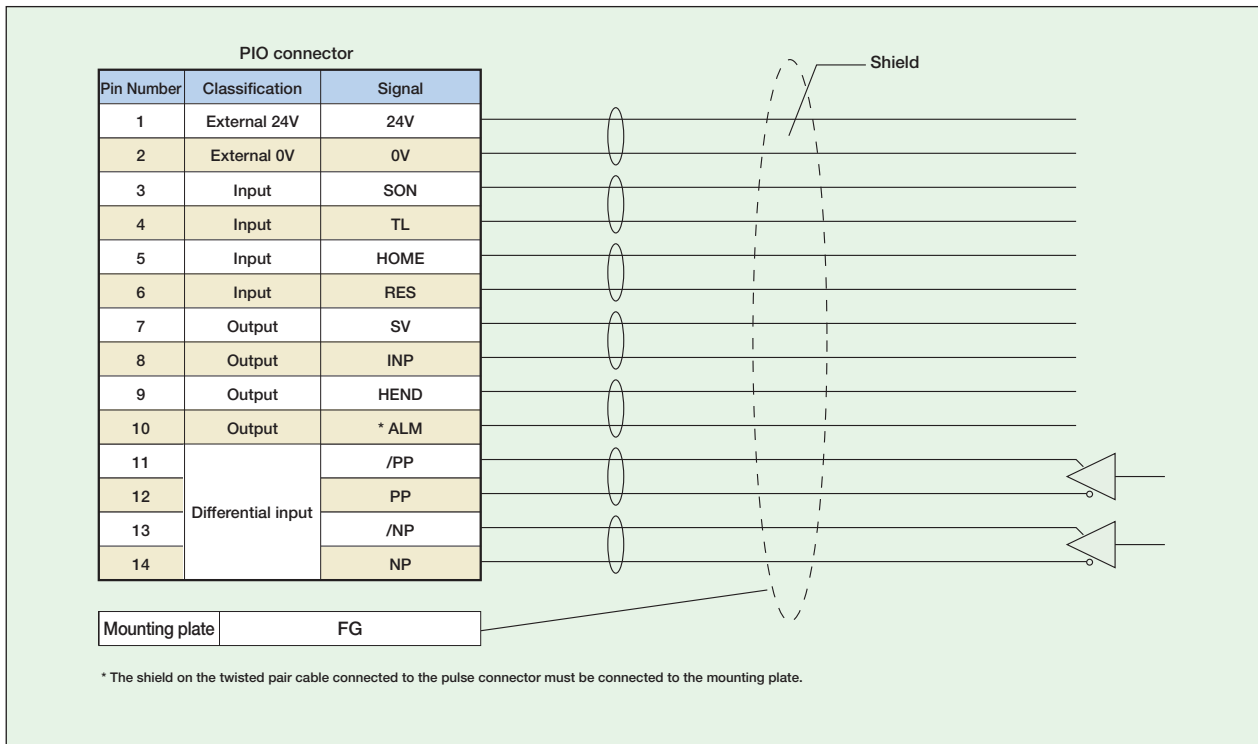 PIO connector
Shield
Pin Number Classification Signal
1 External 24V 24V
2 External 0V 0V
3 Input SON
4 Input TL
5 Input HOME
6 Input RES
7 Output SV
8 Output INP
9 Output HEND
10 Output * ALM
11 /PP
12 PP
Differential input
13 /NP
14 NP
Mounting plate FG
* The shield on the twisted pair cable connected to the pulse connector must be connected to the mounting plate.